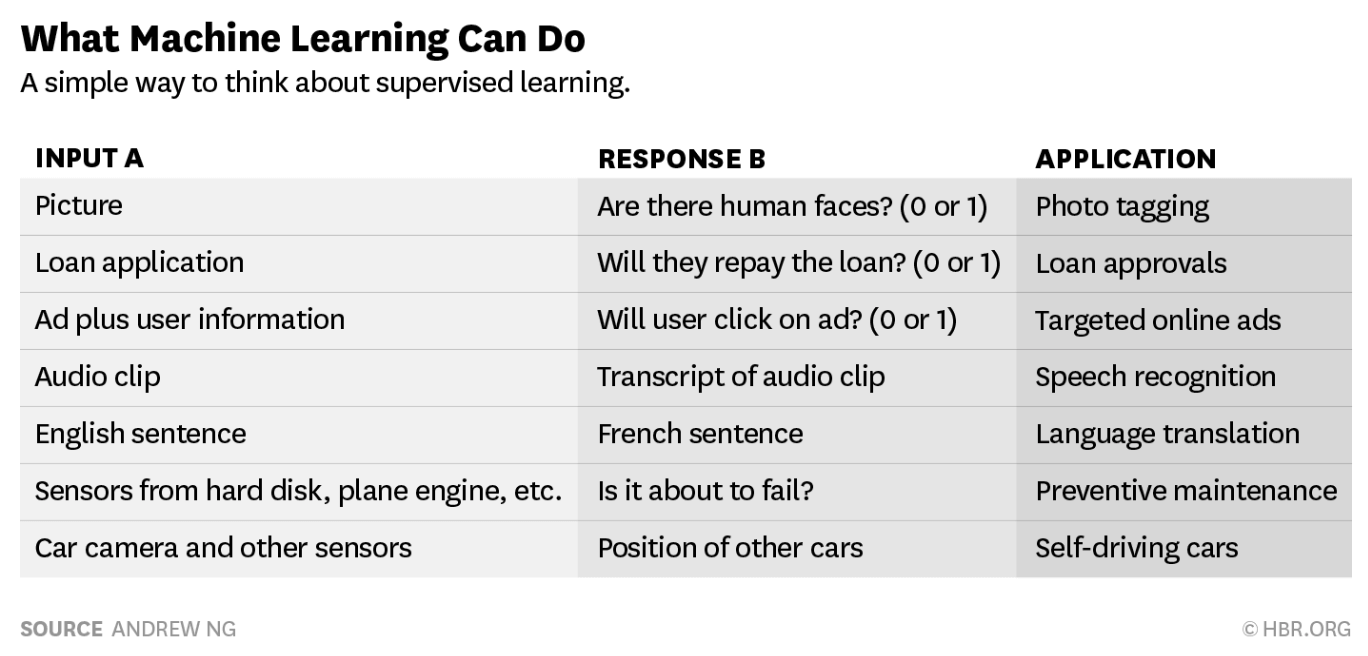 What Machine Learning Can Do
A simple way to think about supervised learning.
INPUT A RESPONSE B APPLICATION
Picture Are there human faces? (0 or 1) Photo tagging
Loan application Will they repay the loan? (0 or 1) Loan approvals
Ad plus user information Will user click on ad? (0 or 1) Targeted online ads
Audio clip Transcript of audio clip Speech recognition
English sentence French sentence Language translation
Sensors from hard disk, plane engine, etc. Is it about to fail? Preventive maintenance
Car camera and other sensors Position of other cars Self-driving cars
SOURCE ANDREW NG © HBR.ORG